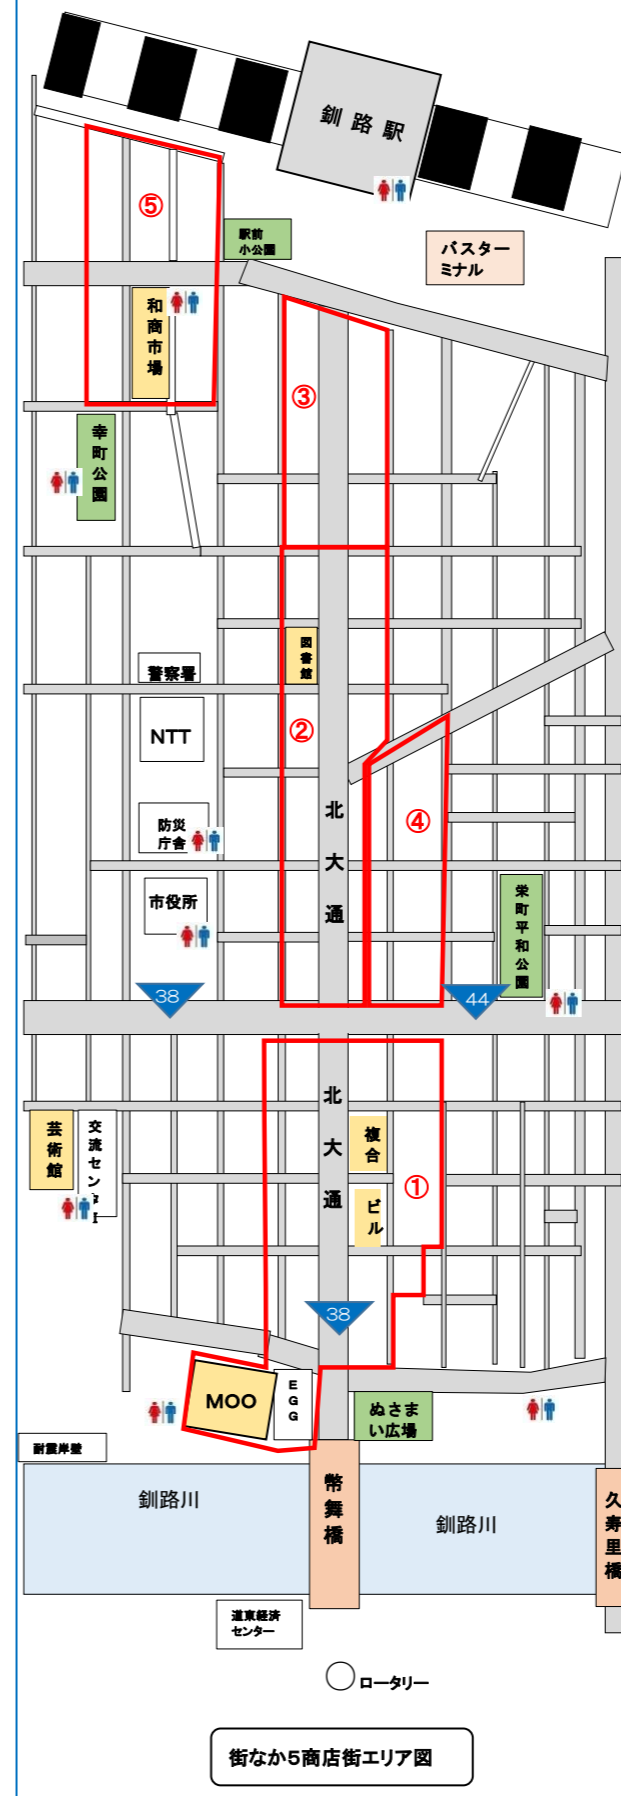 釧路駅
⑤
駅前
小公園
バスター
ミナル
和商市場
③
幸町公園
図書館
警察署
②
NTT
北大通
④
防災
庁舎
市役所
栄町平和公園
38
44
北大通
芸術館
交流センター
複合
ビル
①
38
MOO
EGG
ぬさま
い広場
耐震岸壁
釧路川
幣舞橋
釧路川
久寿里橋
道東経済
センター
ロータリー
街なか5商店街エリア図